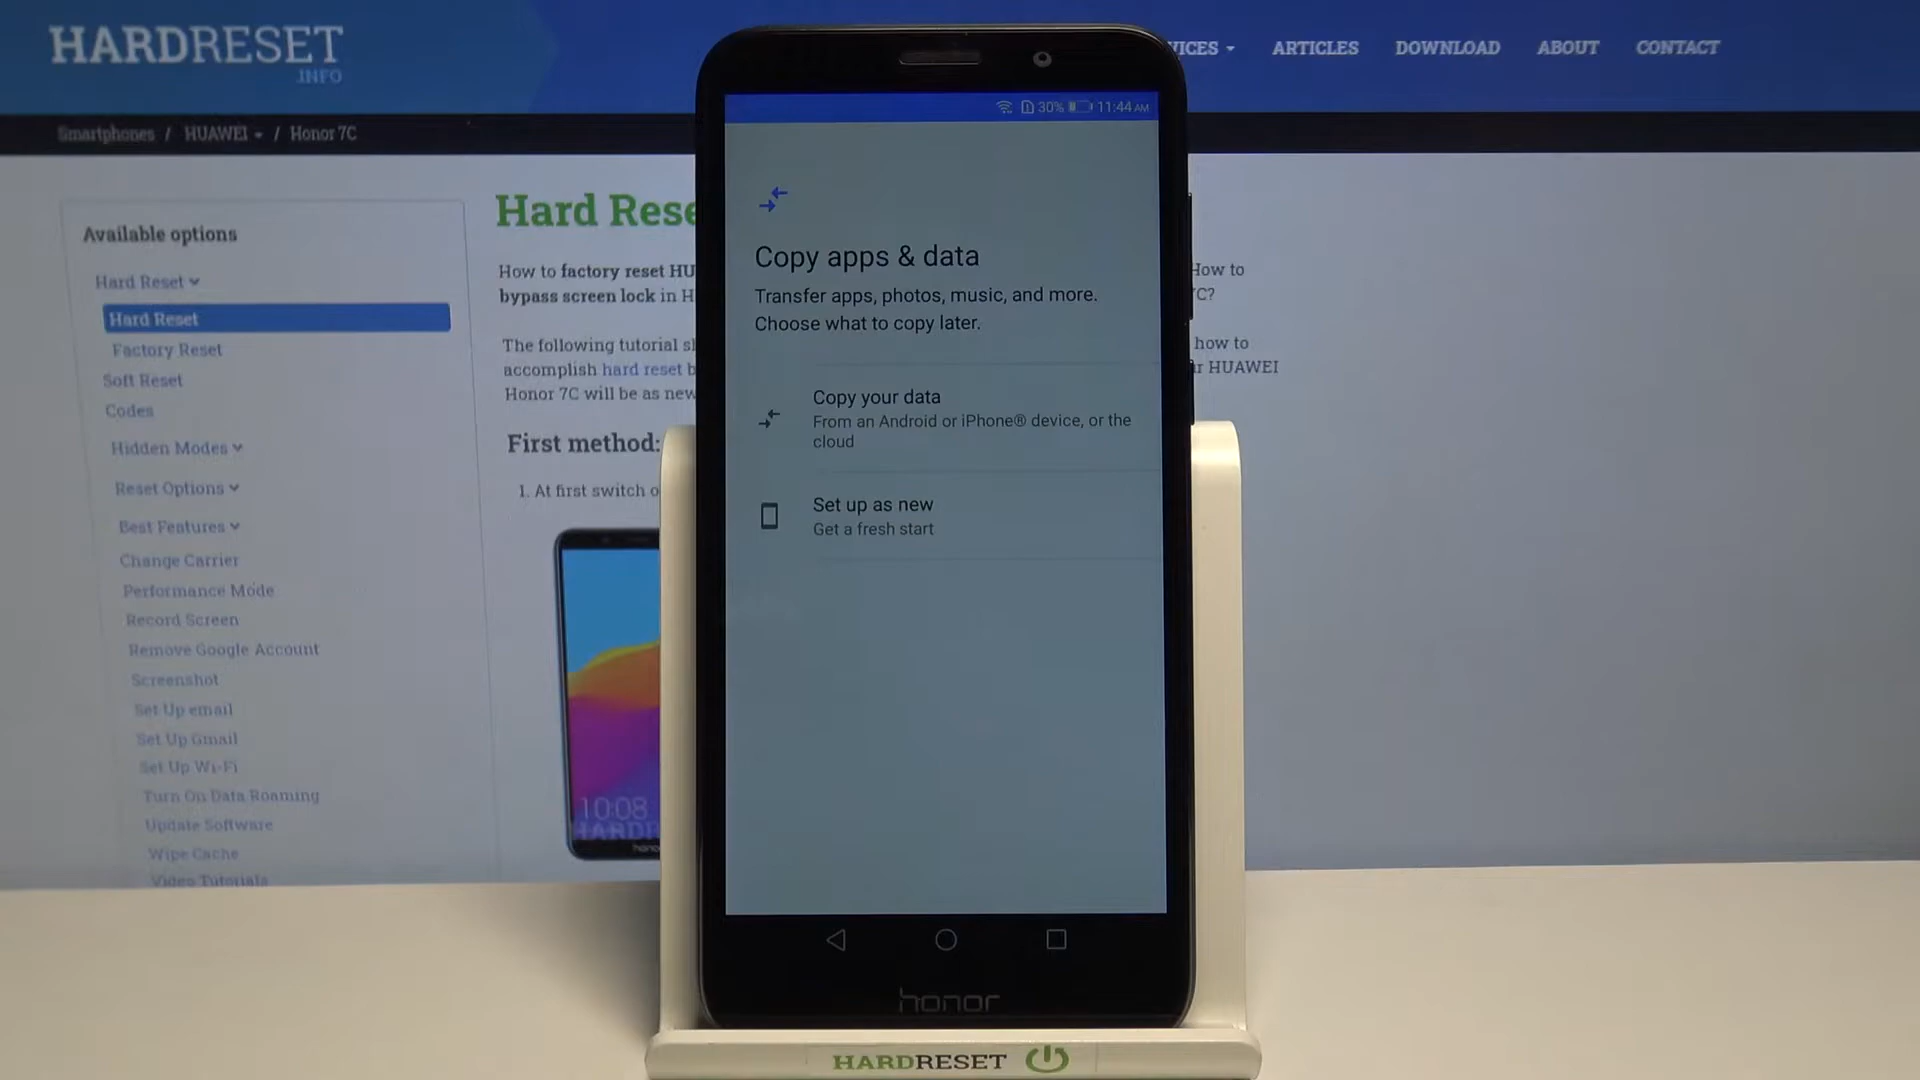 HARDRESET
.INFO
VICES
ARTICLES
DOWNLOAD
ABOUT
CONTACT
Smartphones / HUAWEI / Honor 7C
Available options
Hard Reset
Hard Reset
Factory Reset
Soft Reset
Codes
Hidden Modes
Reset Options
Best Features
Change Carrier
Performance Mode
Record Screen
Remove Google Account
Screenshot
Set Up email
Set Up Gmail
Set Up Wi-Fi
Turn On Data Roaming
Update Software
Wipe Cache
Video Tutorials
Hard Rese
How to factory reset HU
How to
bypass screen lock in H
7C?
The following tutorial sh
how to
accomplish hard reset b
r HUAWEI
Honor 7C will be as new
First method:
1. At first switch o
10:08
HARDR
30% 11:44 AM
Copy apps & data
Transfer apps, photos, music, and more.
Choose what to copy later.
Copy your data
From an Android or iPhone® device, or the
cloud
Set up as new
Get a fresh start
honor
HARDRESET